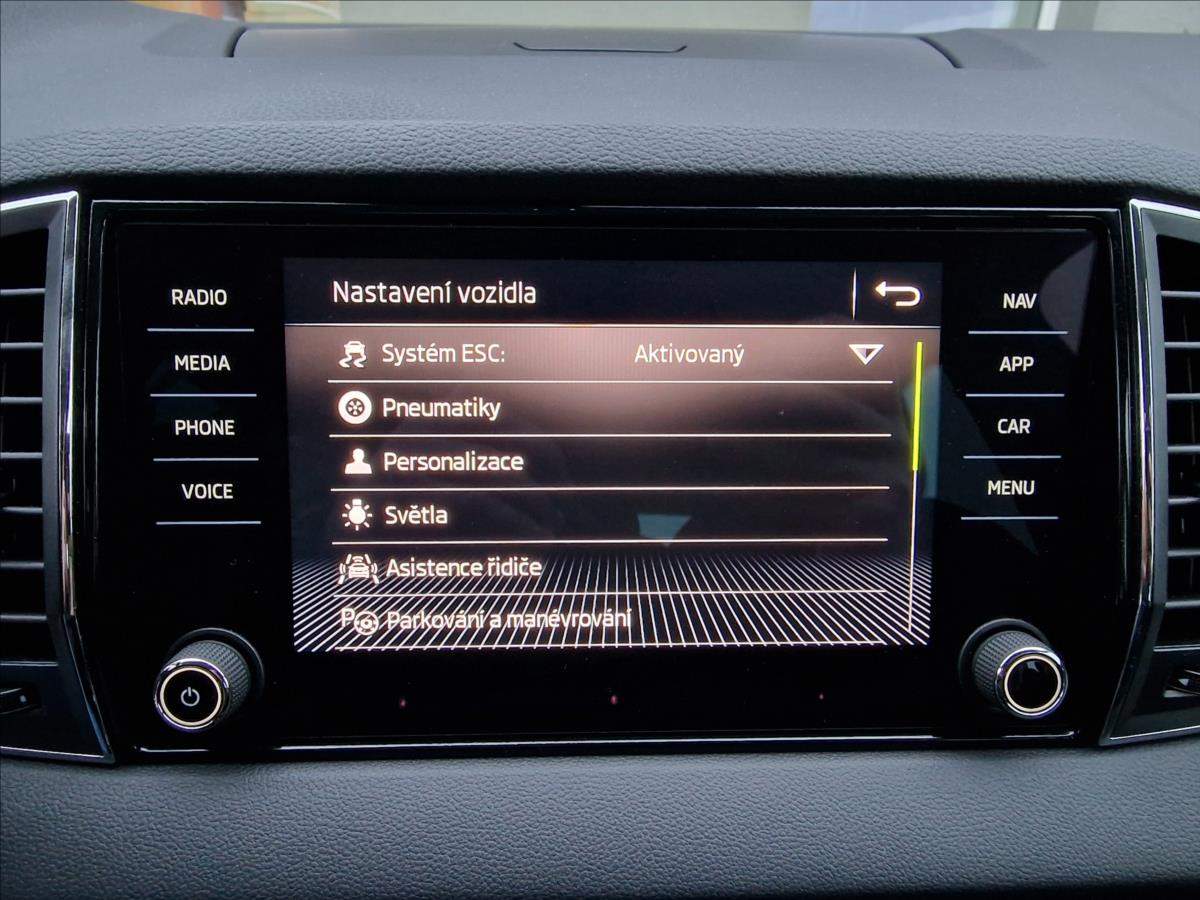 RADIO
MEDIA
PHONE
VOICE
Nastavení vozidla
Systém ESC: Aktivovaný
Pneumatiky
Personalizace
Světla
Asistence řidiče
Parkování a manévrování
NAV
APP
CAR
MENU